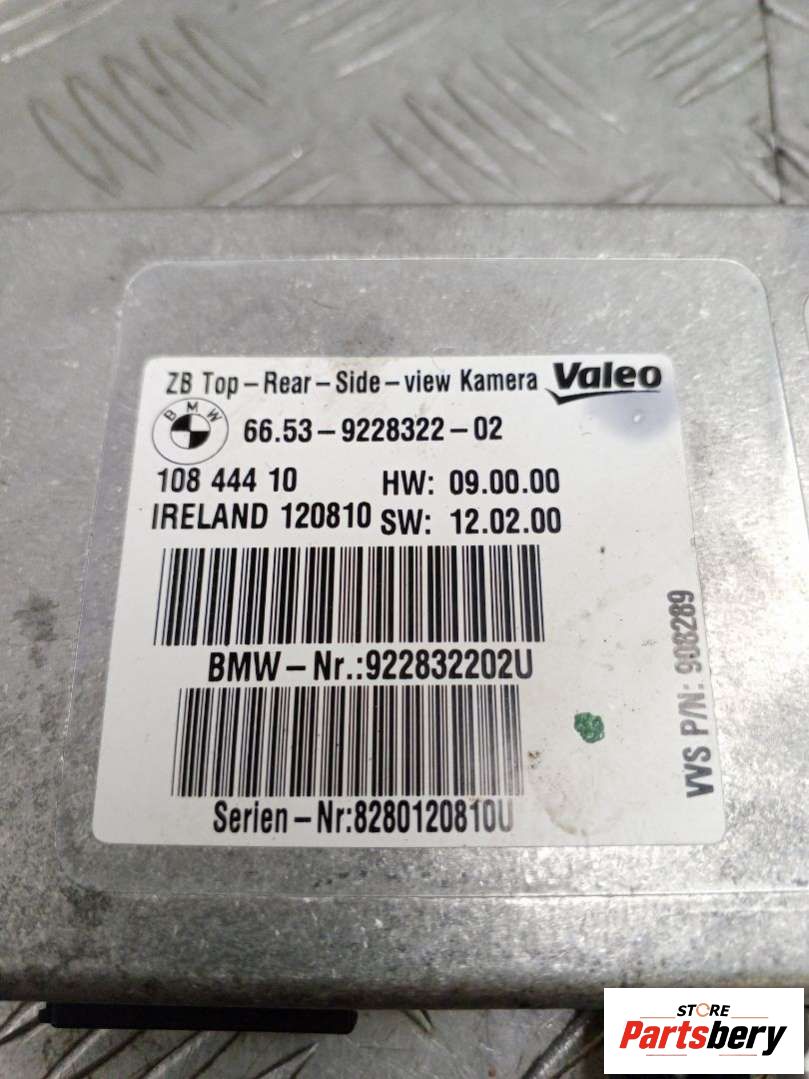 ZB Top-Rear-Side-view Kamera Valeo
BMW 66.53-9228322-02
108 444 10 HW: 09.00.00
IRELAND 120810 SW: 12.02.00
BMW-Nr.:922832202U
Serien-Nr:8280120810U
VVS P/N: 908289
STORE
Partsbery